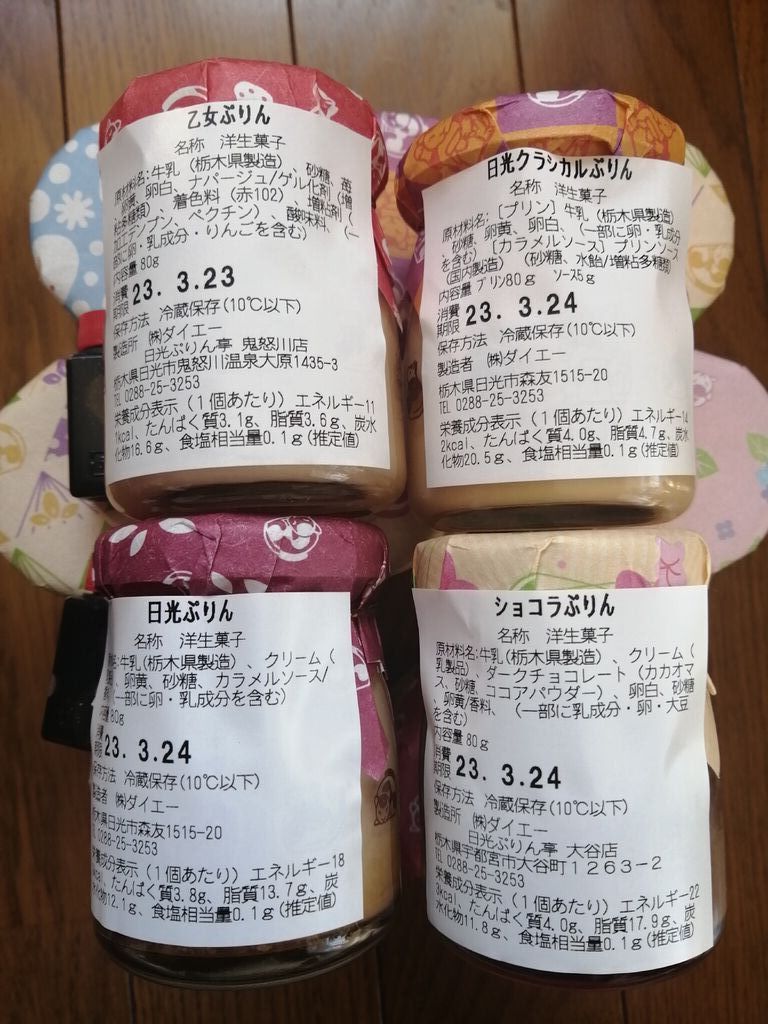 乙女ぷりん
名称 洋生菓子
原材料名：牛乳（栃木県製造）、砂糖、苺
、卵黄、卵白、ナパージュ/ゲル化剤（増
粘多糖類）、着色料（赤102）、増粘剤（
加工デンプン、ペクチン）、酸味料、（一
部に卵・乳成分・りんごを含む）
内容量 80g
消費期限 23. 3.23
保存方法 冷蔵保存(10℃以下)
製造所 ㈱ダイエー
日光ぷりん亭 鬼怒川店
栃木県日光市鬼怒川温泉大原1435-3
TEL 0288-25-3253
栄養成分表示（1個あたり）エネルギー11
1kcal、たんぱく質3.1g、脂質3.6g、炭水
化物16.6g、食塩相当量0.1g(推定値)
日光クラシカルぷりん
名称 洋生菓子
原材料名：［プリン］牛乳（栃木県製造）
、砂糖、卵黄、卵白、（一部に卵・乳成分
を含む）［カラメルソース］プリンソース
（国内製造）（砂糖、水飴/増粘多糖類）
内容量 プリン80g ソース5g
消費期限 23. 3.24
保存方法 冷蔵保存(10℃以下)
製造者 ㈱ダイエー
栃木県日光市森友1515-20
TEL 0288-25-3253
栄養成分表示（1個あたり）エネルギー14
2kcal、たんぱく質4.0g、脂質4.7g、炭水
化物20.5g、食塩相当量0.1g(推定値)
日光ぷりん
名称 洋生菓子
牛乳(栃木県製造）、クリーム（
、卵黄、砂糖、カラメルソース/
（一部に卵・乳成分を含む）
80g
期限 23. 3.24
保存方法 冷蔵保存(10℃以下)
製造者 ㈱ダイエー
栃木県日光市森友1515-20
TEL 0288-25-3253
栄養成分表示（1個あたり）エネルギー18
kcal、たんぱく質3.8g、脂質13.7g、炭
水化物12.1g、食塩相当量0.1g(推定値)
ショコラぷりん
名称 洋生菓子
原材料名：牛乳（栃木県製造）、クリーム（
乳製品）、ダークチョコレート（カカオマ
ス、砂糖、ココアパウダー）、卵白、砂糖
、卵黄/香料、（一部に乳成分・卵・大豆
を含む）
内容量 80g
消費期限 23. 3.24
保存方法 冷蔵保存(10℃以下)
製造所 ㈱ダイエー
日光ぷりん亭 大谷店
栃木県宇都宮市大谷町１２６３－２
TEL 0288-25-3253
栄養成分表示（1個あたり）エネルギー22
3kcal、たんぱく質4.0g、脂質17.9g、炭
水化物11.8g、食塩相当量0.1g(推定値)